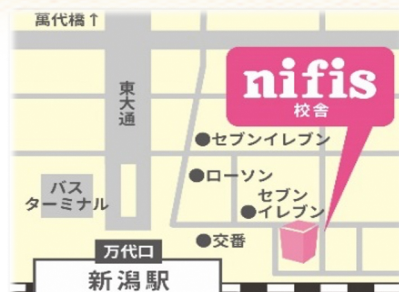 萬代橋↑
nifis
校舎
東大通
●セブンイレブン
●ローソン
バス
ターミナル
セブン
●イレブン
●交番
万代口
新潟駅